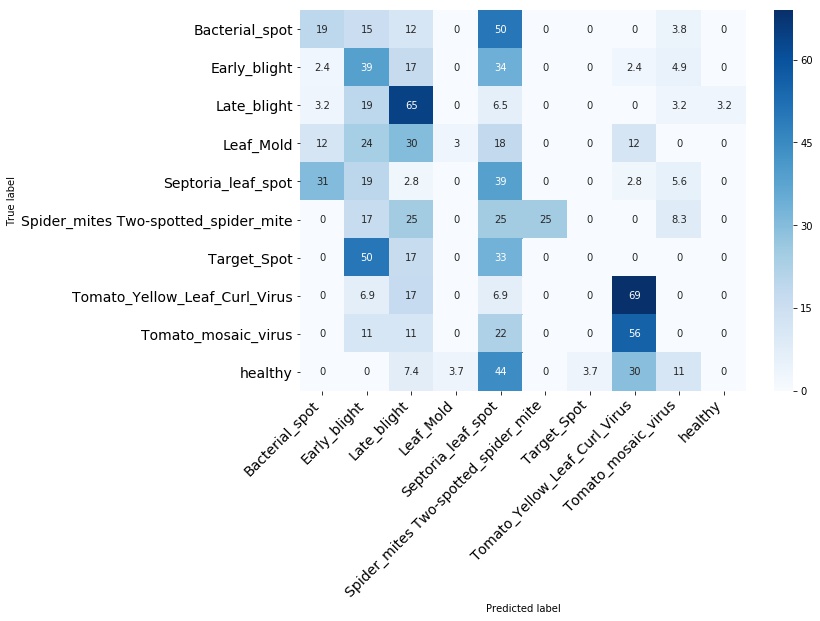 Bacterial_spot 19 15 12 0 50 0 0 0 3.8 0
Early_blight 2.4 39 17 0 34 0 0 2.4 4.9 0
Late_blight 3.2 19 65 0 6.5 0 0 0 3.2 3.2
Leaf_Mold 12 24 30 3 18 0 0 12 0 0
Septoria_leaf_spot 31 19 2.8 0 39 0 0 2.8 5.6 0
Spider_mites Two-spotted_spider_mite 0 17 25 0 25 25 0 0 8.3 0
Target_Spot 0 50 17 0 33 0 0 0 0 0
Tomato_Yellow_Leaf_Curl_Virus 0 6.9 17 0 6.9 0 0 69 0 0
Tomato_mosaic_virus 0 11 11 0 22 0 0 56 0 0
healthy 0 0 7.4 3.7 44 0 3.7 30 11 0
True label
Bacterial_spot
Early_blight
Late_blight
Leaf_Mold
Septoria_leaf_spot
Spider_mites Two-spotted_spider_mite
Target_Spot
Tomato_Yellow_Leaf_Curl_Virus
Tomato_mosaic_virus
healthy
Predicted label
60
45
30
15
0